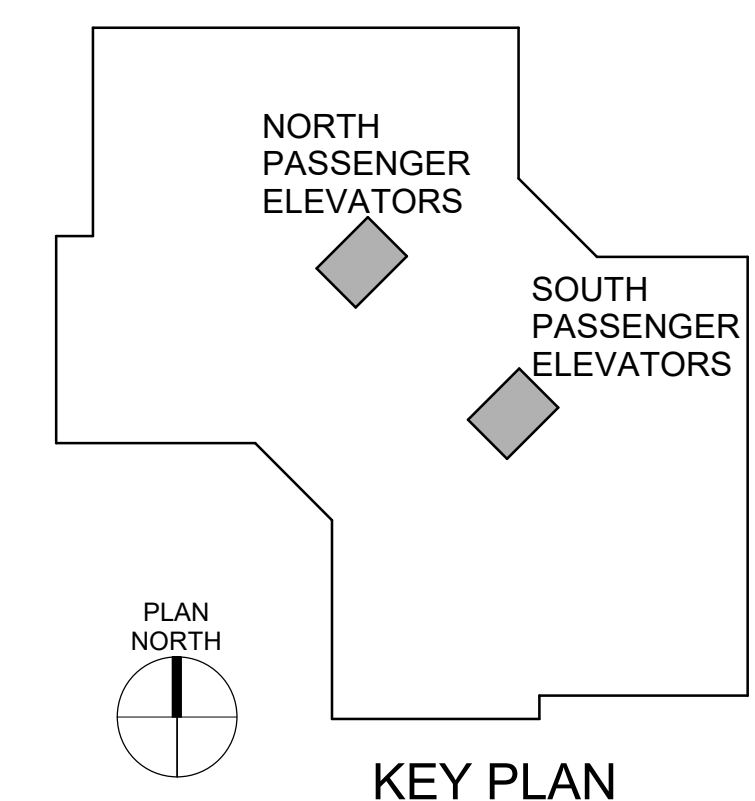 NORTH
PASSENGER
ELEVATORS
SOUTH
PASSENGER
ELEVATORS
PLAN
NORTH
KEY PLAN